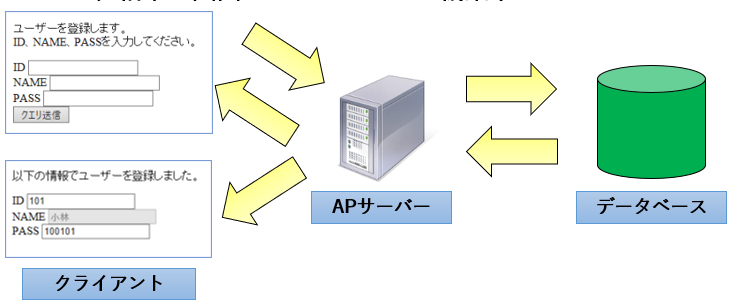 ユーザーを登録します。
ID、NAME、PASSを入力してください。
ID
NAME
PASS
クエリ送信
以下の情報でユーザーを登録しました。
ID 101
NAME 小林
PASS 100101
クライアント
APサーバー
データベース